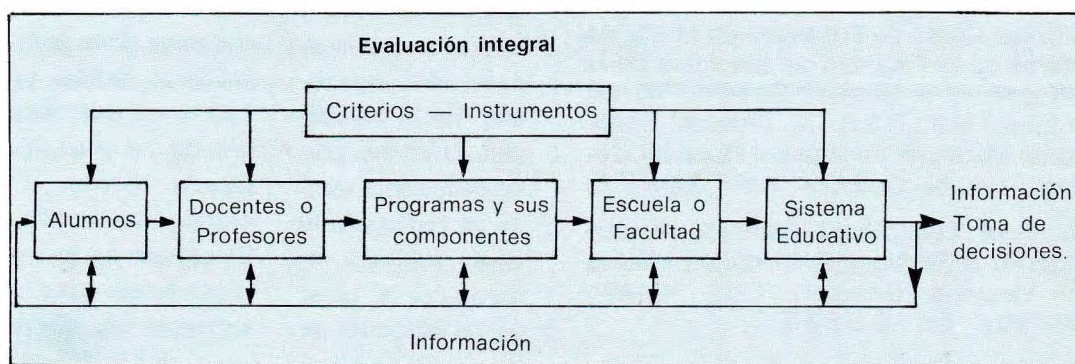 Evaluación integral
Criterios — Instrumentos
Alumnos
Docentes o
Profesores
Programas y sus
componentes
Escuela o
Facultad
Sistema
Educativo
Información
Toma de
decisiones.
Información